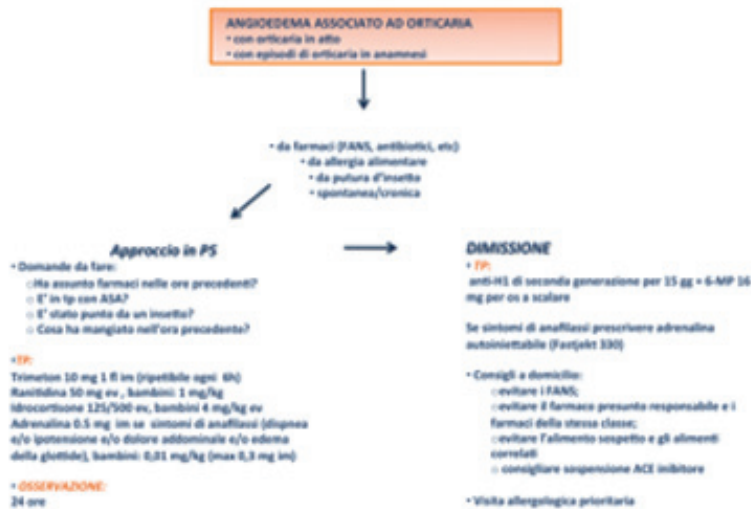 ANGIOEDEMA ASSOCIATO AD ORTICARIA
• con orticaria in atto
• con episodi di orticaria in anamnesi
• da farmaci (FANS, antibiotici, etc)
• da allergia alimentare
• da putura d'insetto
• spontanea/cronica
Approccio in PS
• Domande da fare:
o Ha assunto farmaci nelle ore precedenti?
o E' in tp con ASA?
o E' stato punto da un insetto?
o Cosa ha mangiato nell'ora precedente?
• TP:
Trimeton 10 mg 1 fl im (ripetibile ogni 6h)
Ranitidina 50 mg ev , bambini: 1 mg/kg
Idrocortisone 125/500 ev, bambini 4 mg/kg ev
Adrenalina 0.5 mg im se sintomi di anafilassi (dispnea
e/o ipotensione e/o dolore addominale e/o edema
della glottide), bambini: 0,01 mg/kg (max 0,3 mg im)
• OSSERVAZIONE:
24 ore
DIMISSIONE
• TP:
anti-H1 di seconda generazione per 15 gg + 6-MP 16
mg per os a scalare
Se sintomi di anafilassi prescrivere adrenalina
autoiniettabile (Fastjekt 330)
• Consigli a domicilio:
o evitare i FANS;
o evitare il farmaco presunto responsabile e i
farmaci della stessa classe;
o evitare l'alimento sospetto e gli alimenti
correlati
o consigliare sospensione ACE inibitore
• Visita allergologica prioritaria